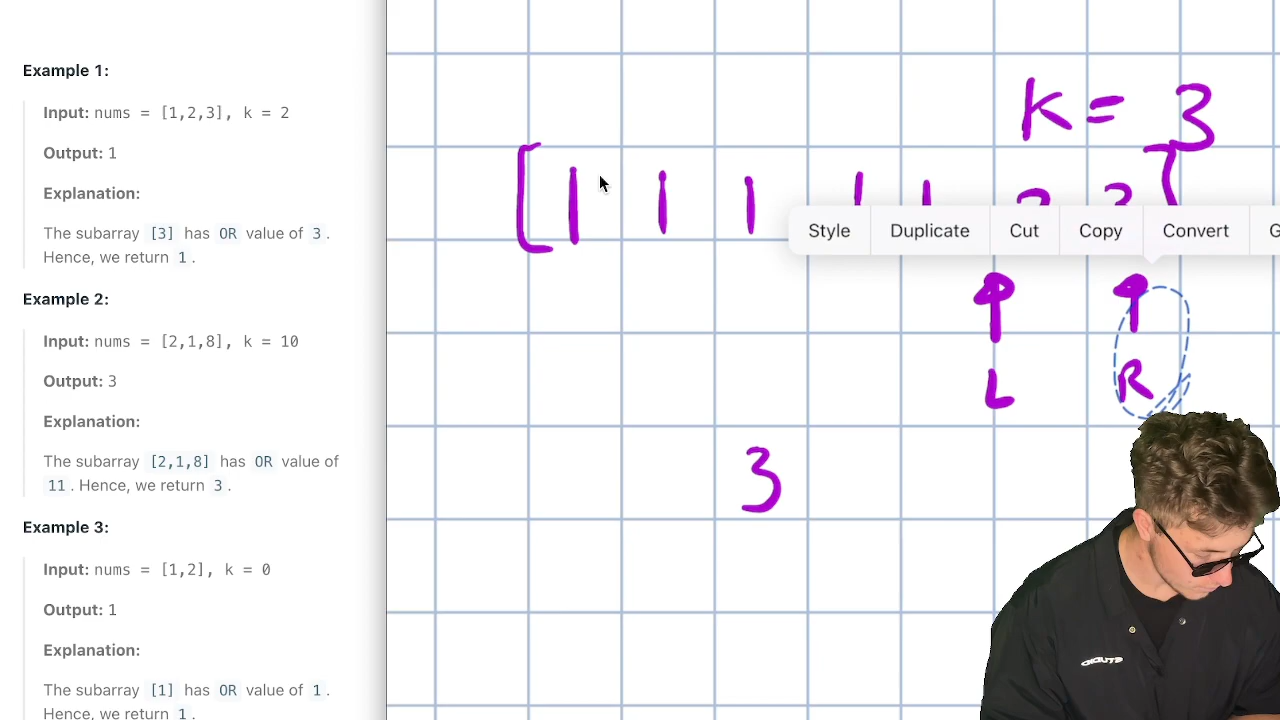 Example 1:
Input: nums = [1,2,3], k = 2
Output: 1
Explanation:
The subarray [3] has OR value of 3.
Hence, we return 1.
Example 2:
Input: nums = [2,1,8], k = 10
Output: 3
Explanation:
The subarray [2,1,8] has OR value of
11. Hence, we return 3.
Example 3:
Input: nums = [1,2], k = 0
Output: 1
Explanation:
The subarray [1] has OR value of 1.
Hence, we return 1.
K = 3
[1 1 1 1 1 2 2]
Style Duplicate Cut Copy Convert G
L R
3